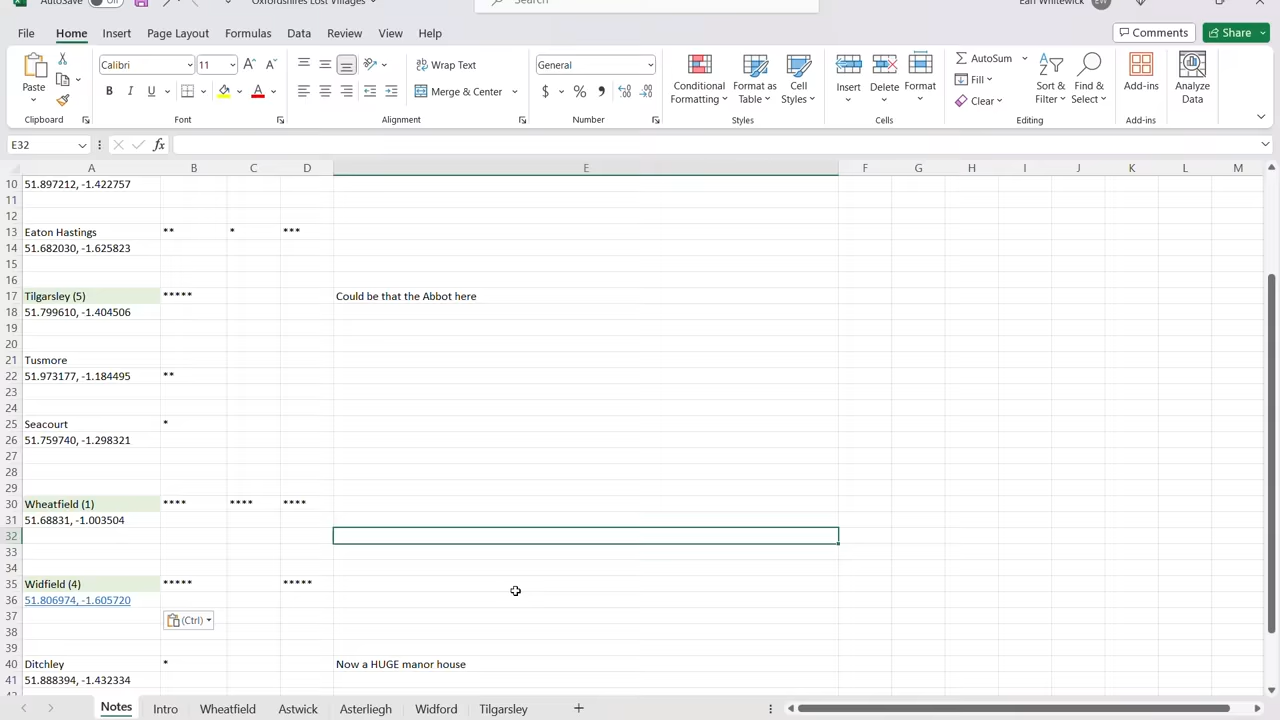 AutoSave Off Oxfordshires Lost Villages Search Earl Whitewick EW
File Home Insert Page Layout Formulas Data Review View Help Comments Share
Paste Calibri 11 A A Wrap Text General Conditional Formatting Format as Table Cell Styles Insert Delete Format AutoSum Sort & Filter Find & Select Add-ins Analyze Data
B I U A Merge & Center $ % , Fill
Clear
Clipboard Font Alignment Number Styles Cells Editing Add-ins
E32 fx
A B C D E F G H I J K L M
10 51.897212, -1.422757
11
12
13 Eaton Hastings ** * ***
14 51.682030, -1.625823
15
16
17 Tilgarsley (5) ***** Could be that the Abbot here
18 51.799610, -1.404506
19
20
21 Tusmore
22 51.973177, -1.184495 **
23
24
25 Seacourt *
26 51.759740, -1.298321
27
28
29
30 Wheatfield (1) **** **** ****
31 51.68831, -1.003504
32
33
34
35 Widfield (4) ***** *****
36 51.806974, -1.605720
37 (Ctrl)
38
39
40 Ditchley * Now a HUGE manor house
41 51.888394, -1.432334
Notes Intro Wheatfield Astwick Asterliegh Widford Tilgarsley